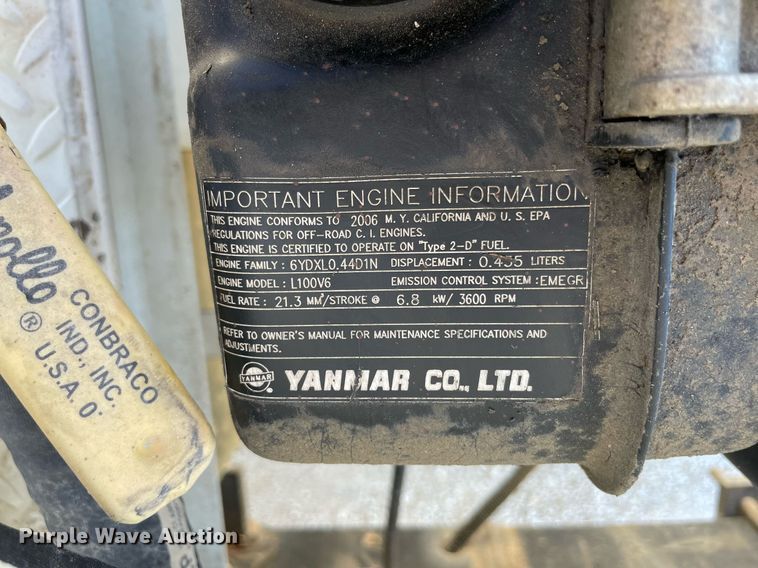 IMPORTANT ENGINE INFORMATION
THIS ENGINE CONFORMS TO 2006 M.Y. CALIFORNIA AND U.S. EPA
REGULATIONS FOR OFF-ROAD C.I. ENGINES.
THIS ENGINE IS CERTIFIED TO OPERATE ON "Type 2-D" FUEL.
ENGINE FAMILY : 6YDXL0.44D1N DISPLACEMENT : 0.435 LITERS
ENGINE MODEL : L100V6 EMISSION CONTROL SYSTEM : EMEGR
FUEL RATE : 21.3 MM³/STROKE @ 6.8 kW/ 3600 RPM
REFER TO OWNER'S MANUAL FOR MAINTENANCE SPECIFICATIONS AND
ADJUSTMENTS.
YANMAR YANMAR CO., LTD.
Apollo
®
CONBRACO
IND., INC.
U.S.A.
Purple Wave Auction